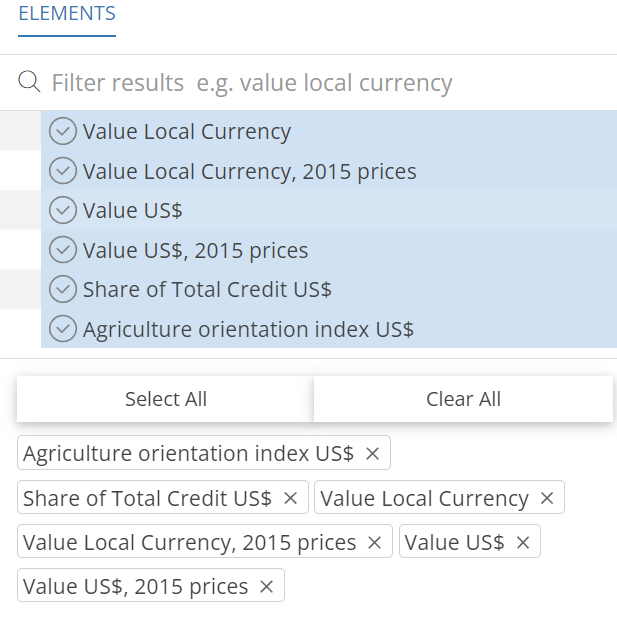 ELEMENTS
Filter results e.g. value local currency
Value Local Currency
Value Local Currency, 2015 prices
Value US$
Value US$, 2015 prices
Share of Total Credit US$
Agriculture orientation index US$
Select All Clear All
Agriculture orientation index US$ ×
Share of Total Credit US$ × Value Local Currency ×
Value Local Currency, 2015 prices × Value US$ ×
Value US$, 2015 prices ×